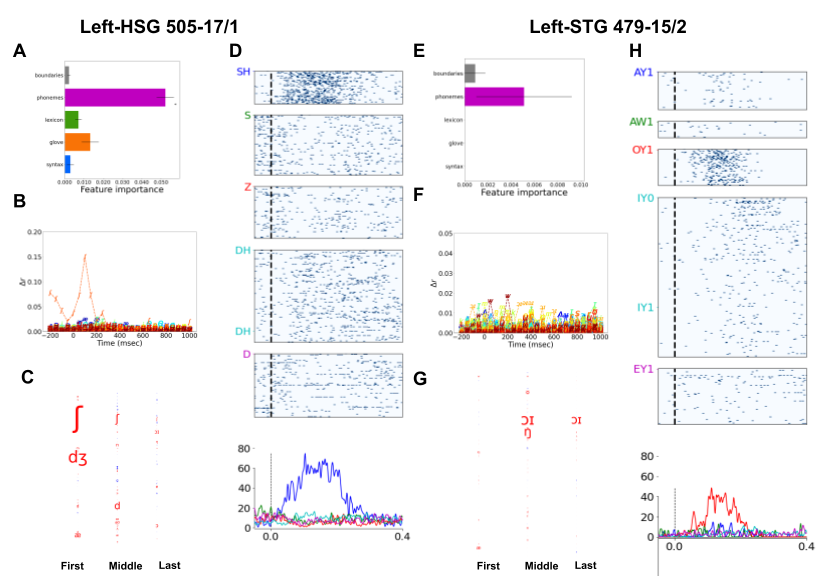 Left-HSG 505-17/1
Left-STG 479-15/2
A
boundaries
phonemes
lexicon
glove
syntax
0.000 0.010 0.020 0.030 0.040 0.050
Feature importance
B
0.20
0.15
0.10
0.05
0.00
Δr
-200 0 200 400 600 800 1000
Time (msec)
C
ʃ
dʒ
æ
ʃ
d
First Middle Last
D
SH
S
Z
DH
DH
D
80
60
40
20
0
0.0 0.4
E
boundaries
phonemes
lexicon
glove
syntax
0.000 0.002 0.004 0.006 0.008 0.010
Feature importance
F
0.05
0.04
0.03
0.02
0.01
0.00
Δr
-200 0 200 400 600 800 1000
Time (msec)
G
ɔɪ
ŋ
ɔɪ
First Middle Last
H
AY1
AW1
OY1
IY0
IY1
EY1
80
60
40
20
0
0.0 0.4